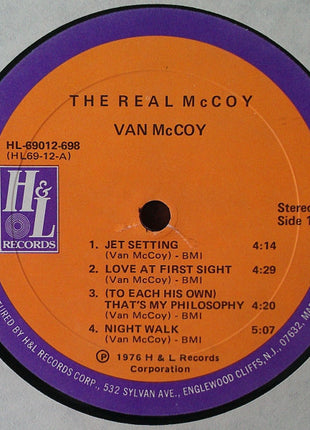 THE REAL McCOY
VAN McCOY
HL-69012-698
(HL69-12-A)
H&L
RECORDS
Stereo
Side 1
1. JET SETTING 4:14
(Van McCoy) - BMI
2. LOVE AT FIRST SIGHT 4:29
(Van McCoy) - BMI
3. (TO EACH HIS OWN)
THAT'S MY PHILOSOPHY 4:20
(Van McCoy) - BMI
4. NIGHT WALK 5:07
(Van McCoy) - BMI
Ⓟ 1976 H & L Records
Corporation
BY H&L RECORDS CORP., 532 SYLVAN AVE., ENGLEWOOD CLIFFS, N.J., 07632,